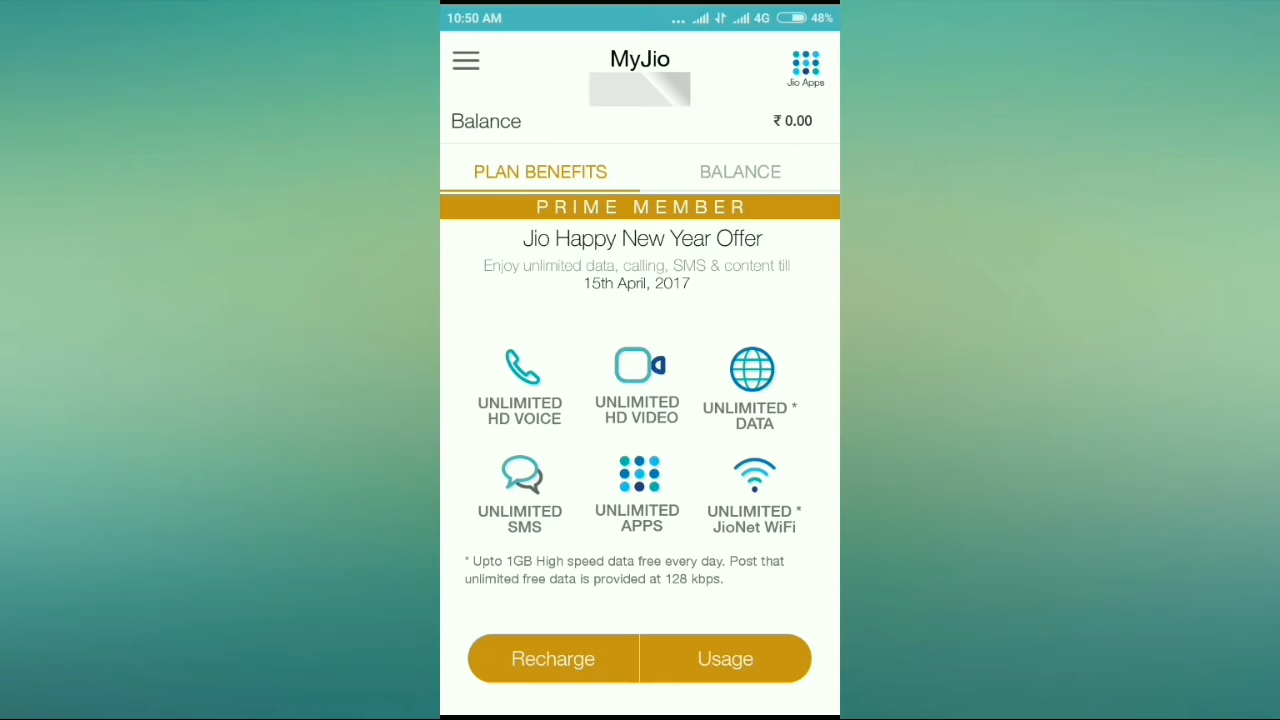 10:50 AM ... 4G 48%
MyJio
Jio Apps
Balance ₹ 0.00
PLAN BENEFITS BALANCE
PRIME MEMBER
Jio Happy New Year Offer
Enjoy unlimited data, calling, SMS & content till
15th April, 2017
UNLIMITED UNLIMITED UNLIMITED *
HD VOICE HD VIDEO DATA
UNLIMITED UNLIMITED UNLIMITED *
SMS APPS JioNet WiFi
* Upto 1GB High speed data free every day. Post that
unlimited free data is provided at 128 kbps.
Recharge Usage